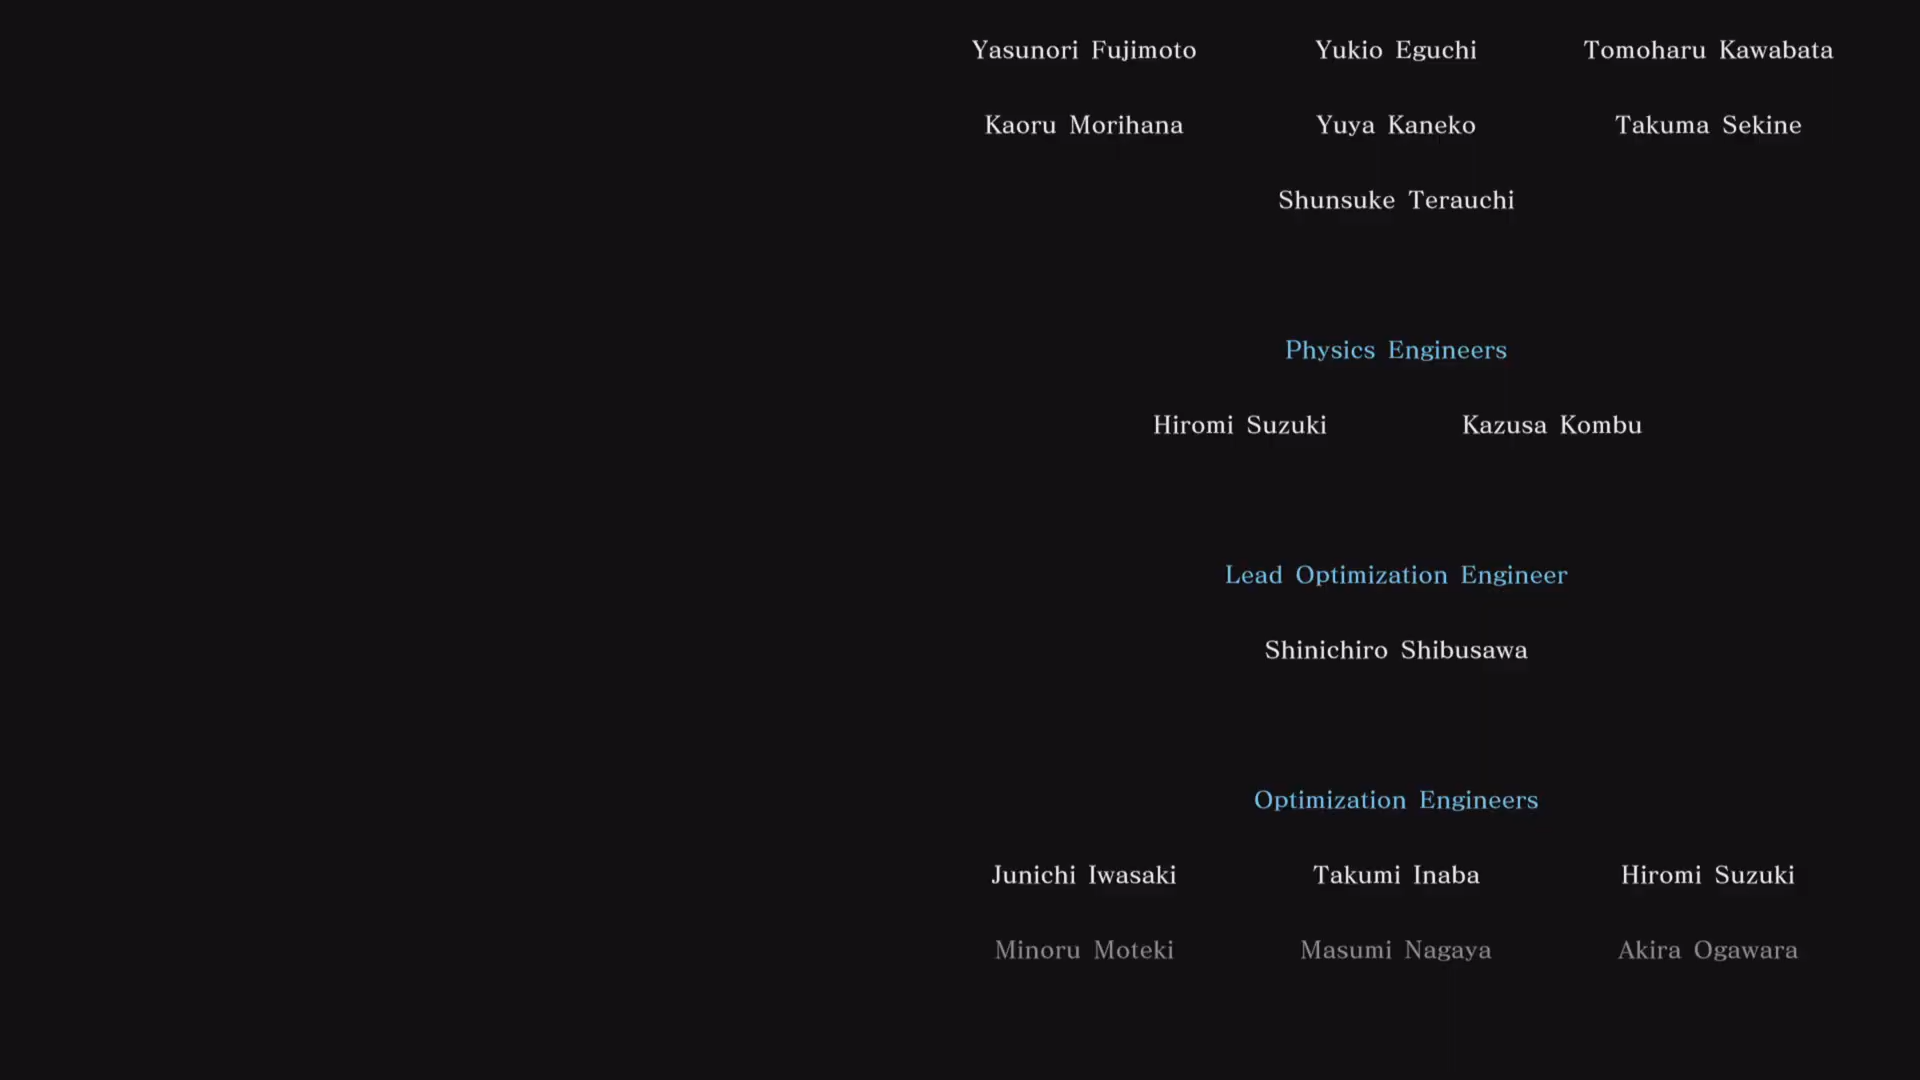 Yasunori Fujimoto Yukio Eguchi Tomoharu Kawabata
Kaoru Morihana Yuya Kaneko Takuma Sekine
Shunsuke Terauchi
Physics Engineers
Hiromi Suzuki Kazusa Kombu
Lead Optimization Engineer
Shinichiro Shibusawa
Optimization Engineers
Junichi Iwasaki Takumi Inaba Hiromi Suzuki
Minoru Moteki Masumi Nagaya Akira Ogawara